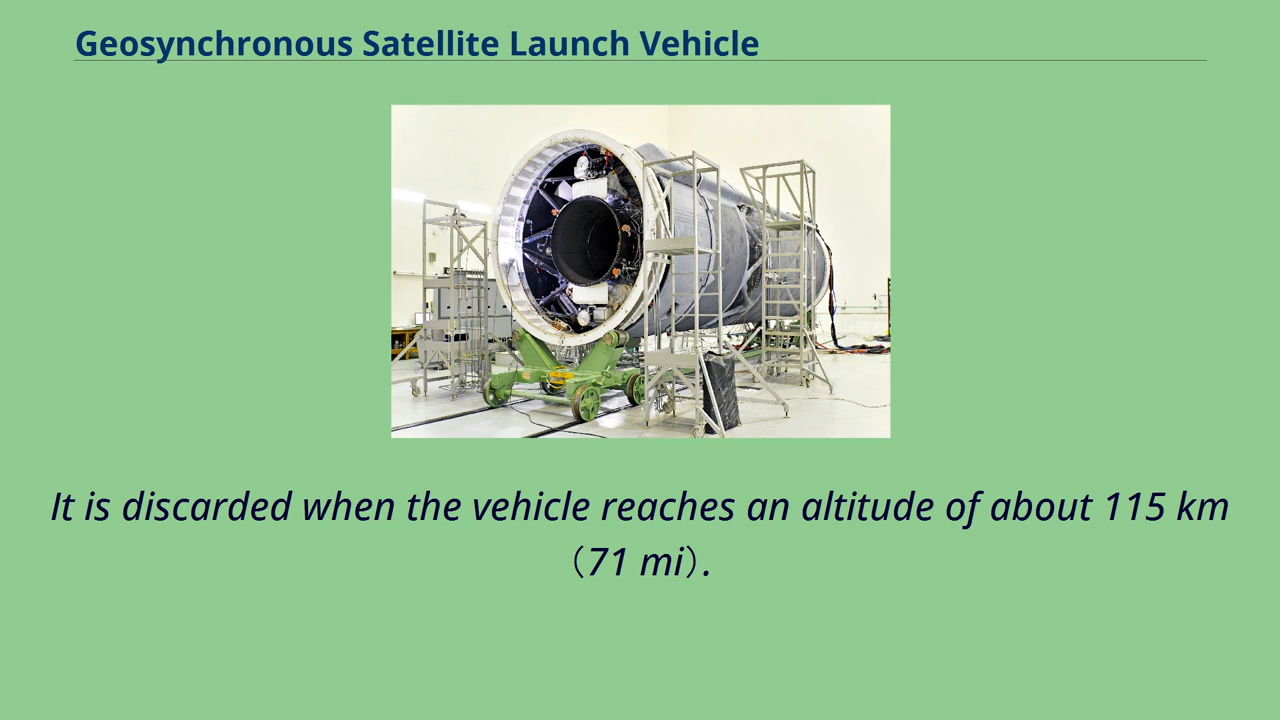 Geosynchronous Satellite Launch Vehicle
It is discarded when the vehicle reaches an altitude of about 115 km
（71 mi）.